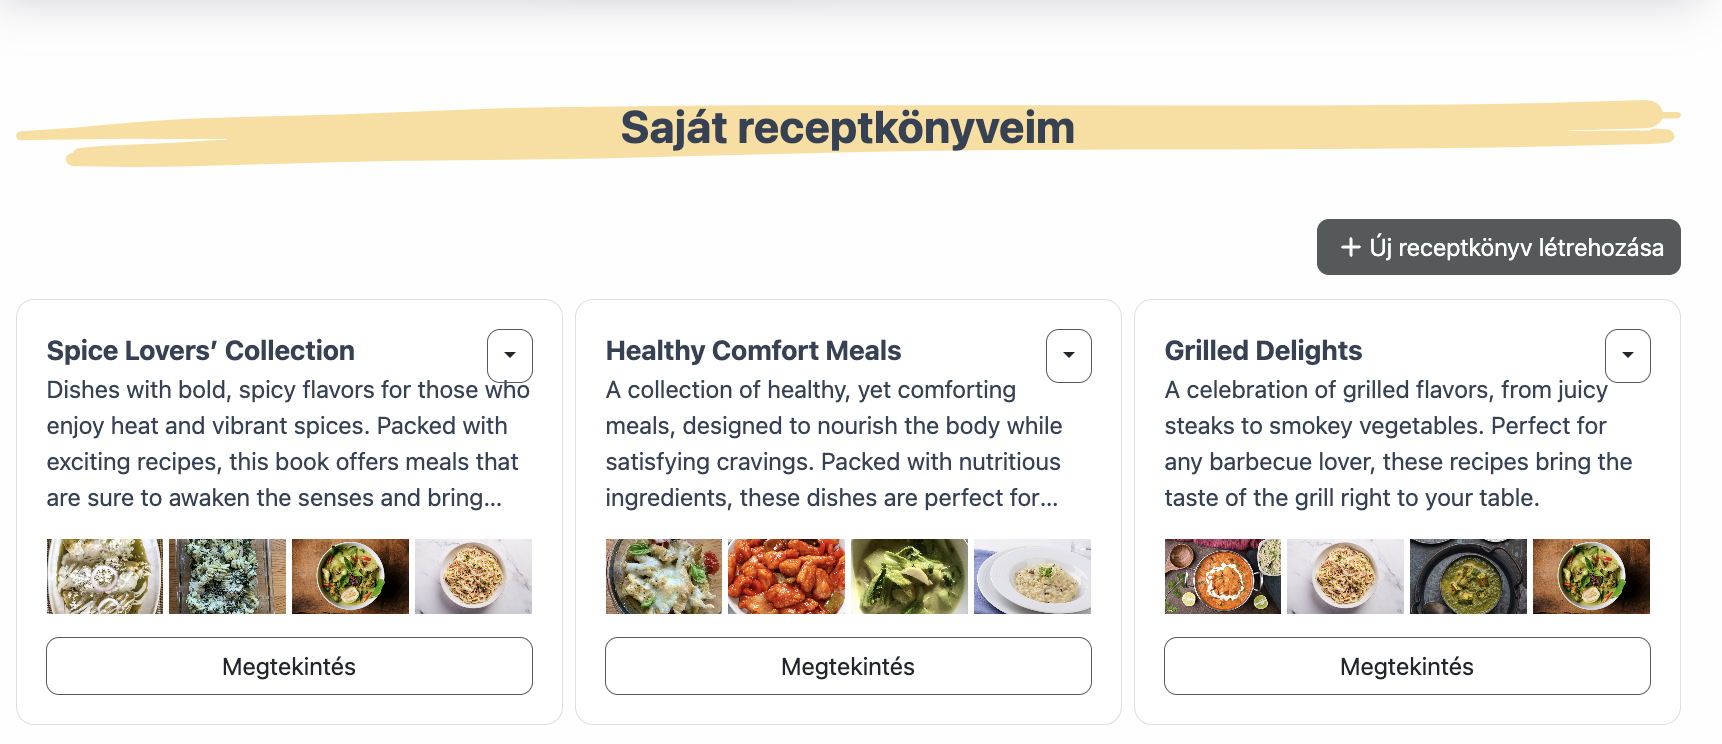 Saját receptkönyveim
+ Új receptkönyv létrehozása
Spice Lovers’ Collection
Dishes with bold, spicy flavors for those who
enjoy heat and vibrant spices. Packed with
exciting recipes, this book offers meals that
are sure to awaken the senses and bring...
Megtekintés
Healthy Comfort Meals
A collection of healthy, yet comforting
meals, designed to nourish the body while
satisfying cravings. Packed with nutritious
ingredients, these dishes are perfect for...
Megtekintés
Grilled Delights
A celebration of grilled flavors, from juicy
steaks to smokey vegetables. Perfect for
any barbecue lover, these recipes bring the
taste of the grill right to your table.
Megtekintés